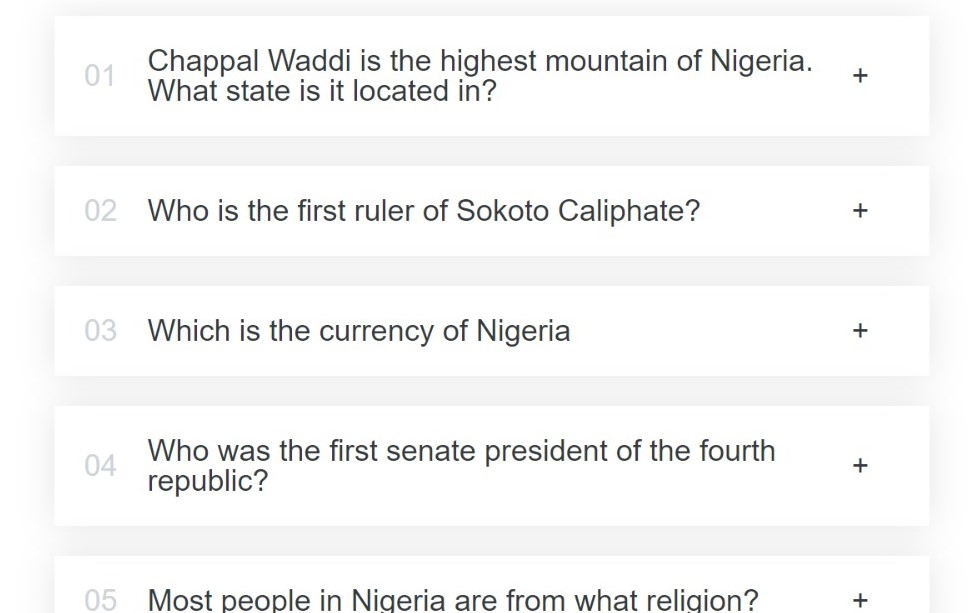 01
Chappal Waddi is the highest mountain of Nigeria.
What state is it located in?
+
02
Who is the first ruler of Sokoto Caliphate?
+
03
Which is the currency of Nigeria
+
04
Who was the first senate president of the fourth
republic?
+
05
Most people in Nigeria are from what religion?
+